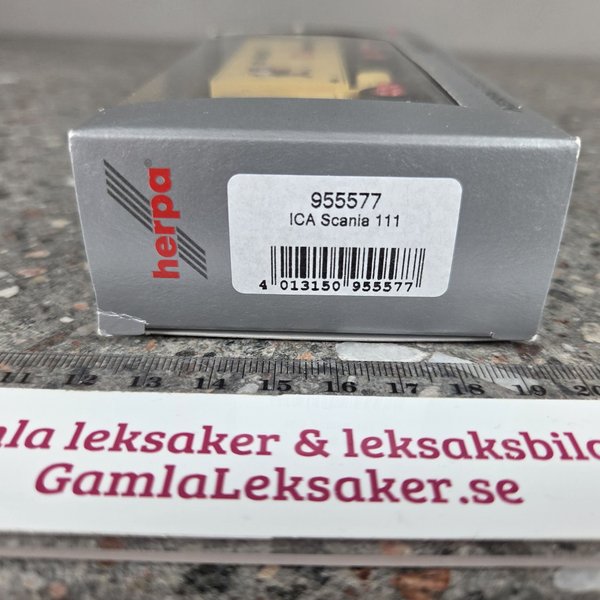 herpa®
955577
ICA Scania 111
4 013150 955577
11 12 13 14 15 16 17 18 19 20
la leksaker & leksaksbil
GamlaLeksaker.se